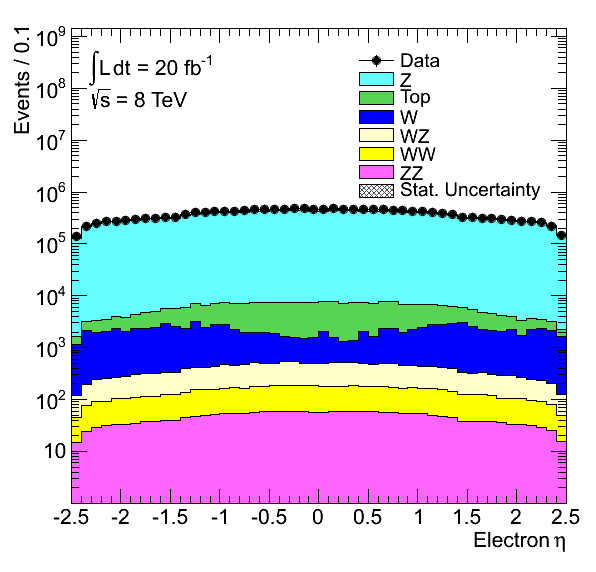 Events / 0.1
10⁹
10⁸
10⁷
10⁶
10⁵
10⁴
10³
10²
10
∫L dt = 20 fb⁻¹
√s = 8 TeV
Data
Z
Top
W
WZ
WW
ZZ
Stat. Uncertainty
-2.5 -2 -1.5 -1 -0.5 0 0.5 1 1.5 2 2.5
Electron η